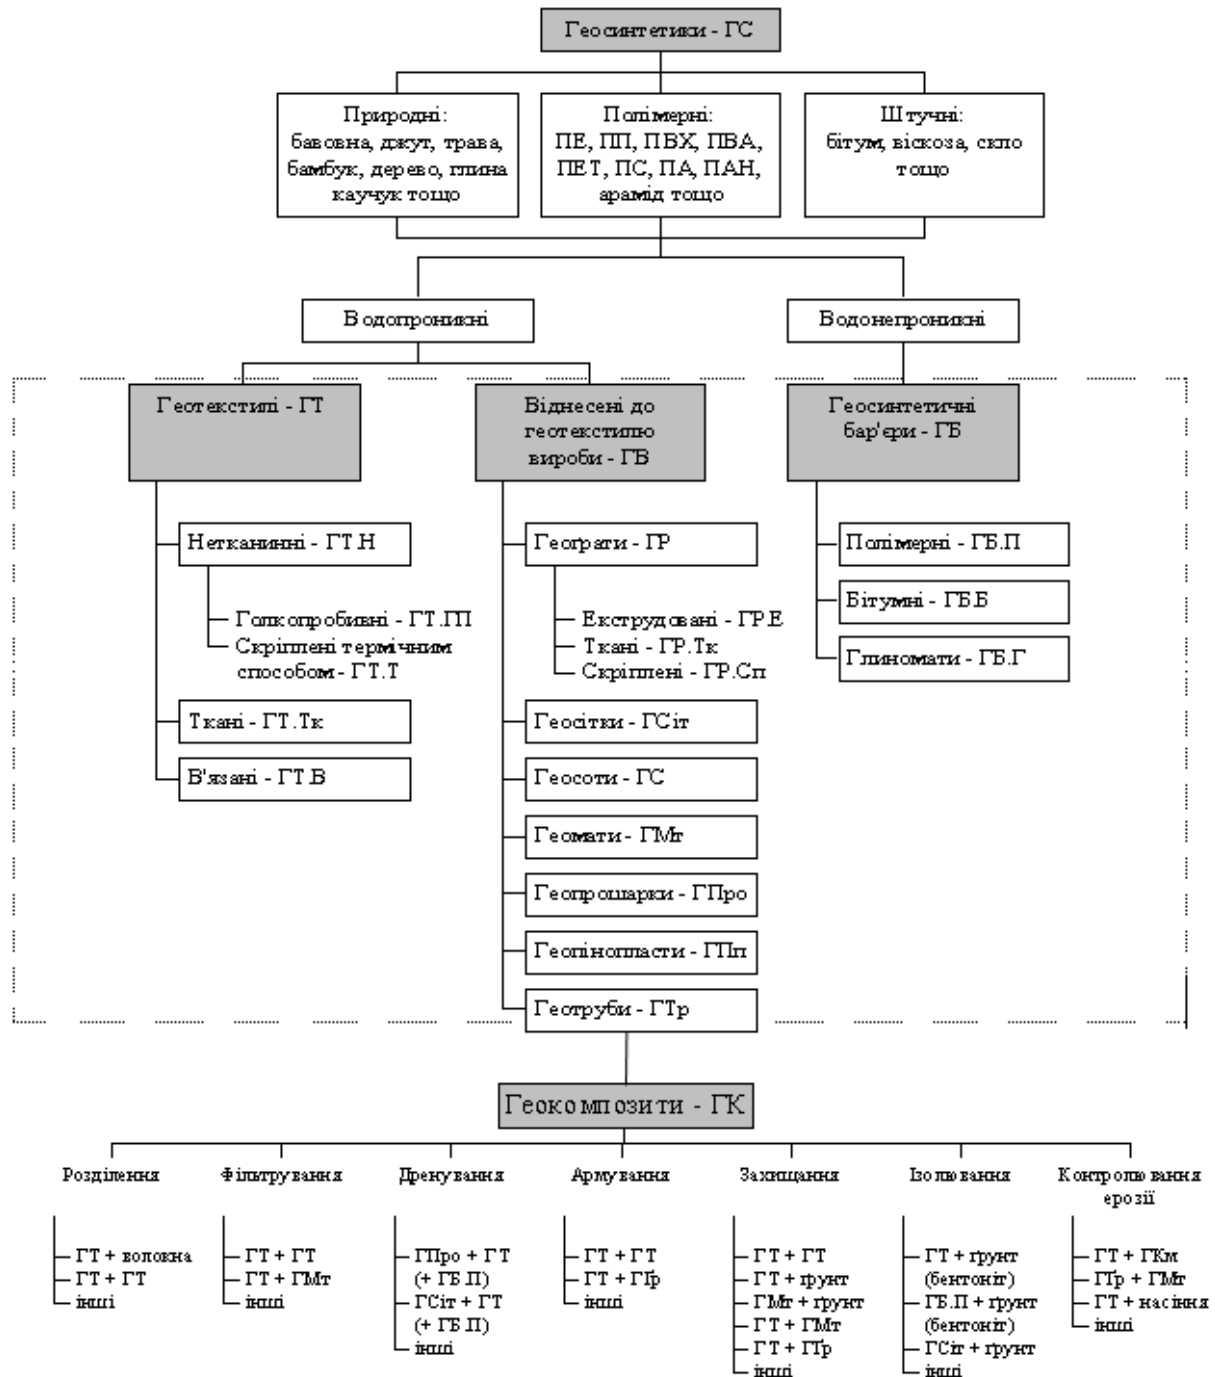 Геосинтетики - ГС
Природні:
бавовна, джут, трава,
бамбук, дерево, глина
каучук тощо
Полімерні:
ПЕ, ПП, ПВХ, ПВА,
ПЕТ, ПС, ПА, ПАН,
арамід тощо
Штучні:
бітум, віскоза, скло
тощо
Водопроникні
Водонепроникні
Геотекстилі - ГТ
Віднесені до
геотекстилю
вироби - ГВ
Геосинтетичні
бар'єри - ГБ
Нетканинні - ГТ.Н
Голкопробивні - ГТ.ГП
Скріплені термічним
способом - ГТ.Т
Ткані - ГТ.Тк
В'язані - ГТ.В
Геоґрати - ГР
Екструдовані - ГР.Е
Ткані - ГР.Тк
Скріплені - ГР.Сп
Геосітки - ГСіт
Геосоти - ГС
Геомати - ГМт
Геопрошарки - ГПро
Геопінопласти - ГПп
Геотруби - ГТр
Полімерні - ГБ.П
Бітумні - ГБ.Б
Глиномати - ГБ.Г
Геокомпозити - ГК
Розділення
ГТ + волокна
ГТ + ГТ
інші
Фільтрування
ГТ + ГТ
ГТ + ГМт
інші
Дренування
ГПро + ГТ
(+ ГБ.П)
ГСіт + ГТ
(+ ГБ.П)
інші
Армування
ГТ + ГТ
ГТ + ГҐр
інші
Захищання
ГТ + ГТ
ГТ + ґрунт
ГМт + ґрунт
ГТ + ГМт
ГТ + ГҐр
інші
Ізолювання
ГТ + ґрунт
(бентоніт)
ГБ.П + ґрунт
(бентоніт)
ГСіт + ґрунт
інші
Контролювання
ерозії
ГТ + ГКм
ГҐр + ГМт
ГТ + насіння
інші